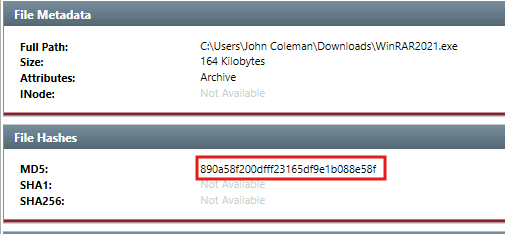 File Metadata
Full Path: C:\Users\John Coleman\Downloads\WinRAR2021.exe
Size: 164 Kilobytes
Attributes: Archive
INode: Not Available
File Hashes
MD5: 890a58f200dfff23165df9e1b088e58f
SHA1: Not Available
SHA256: Not Available